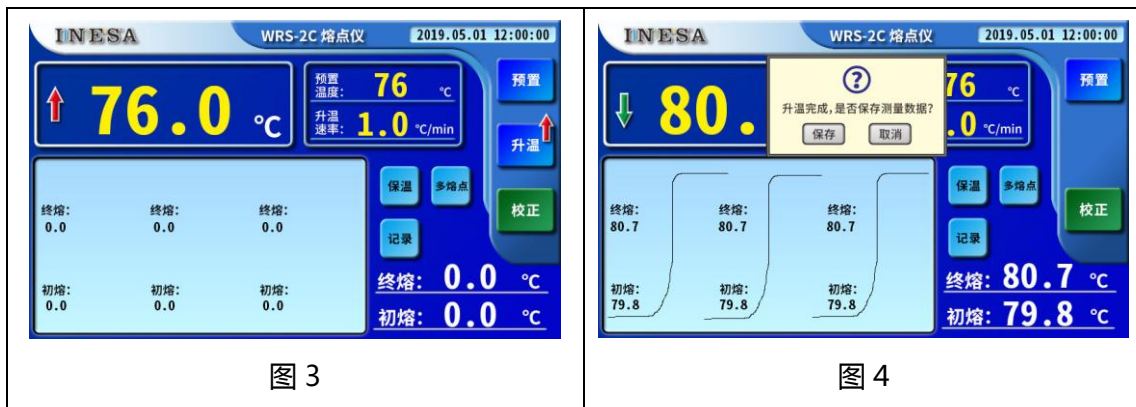 INESA WRS-2C 熔点仪 2019.05.01 12:00:00
76.0 ℃
预置温度: 76 ℃
升温速率: 1.0 ℃/min
预置
升温
校正
保温 多熔点
记录
终熔: 终熔: 终熔:
0.0 0.0 0.0
初熔: 初熔: 初熔:
0.0 0.0 0.0
终熔: 0.0 ℃
初熔: 0.0 ℃
图 3
INESA WRS-2C 熔点仪 2019.05.01 12:00:00
80.
76 ℃
.0 ℃/min
升温完成,是否保存测量数据?
保存 取消
预置
校正
保温 多熔点
记录
终熔: 终熔: 终熔:
80.7 80.7 80.7
初熔: 初熔: 初熔:
79.8 79.8 79.8
终熔: 80.7 ℃
初熔: 79.8 ℃
图 4